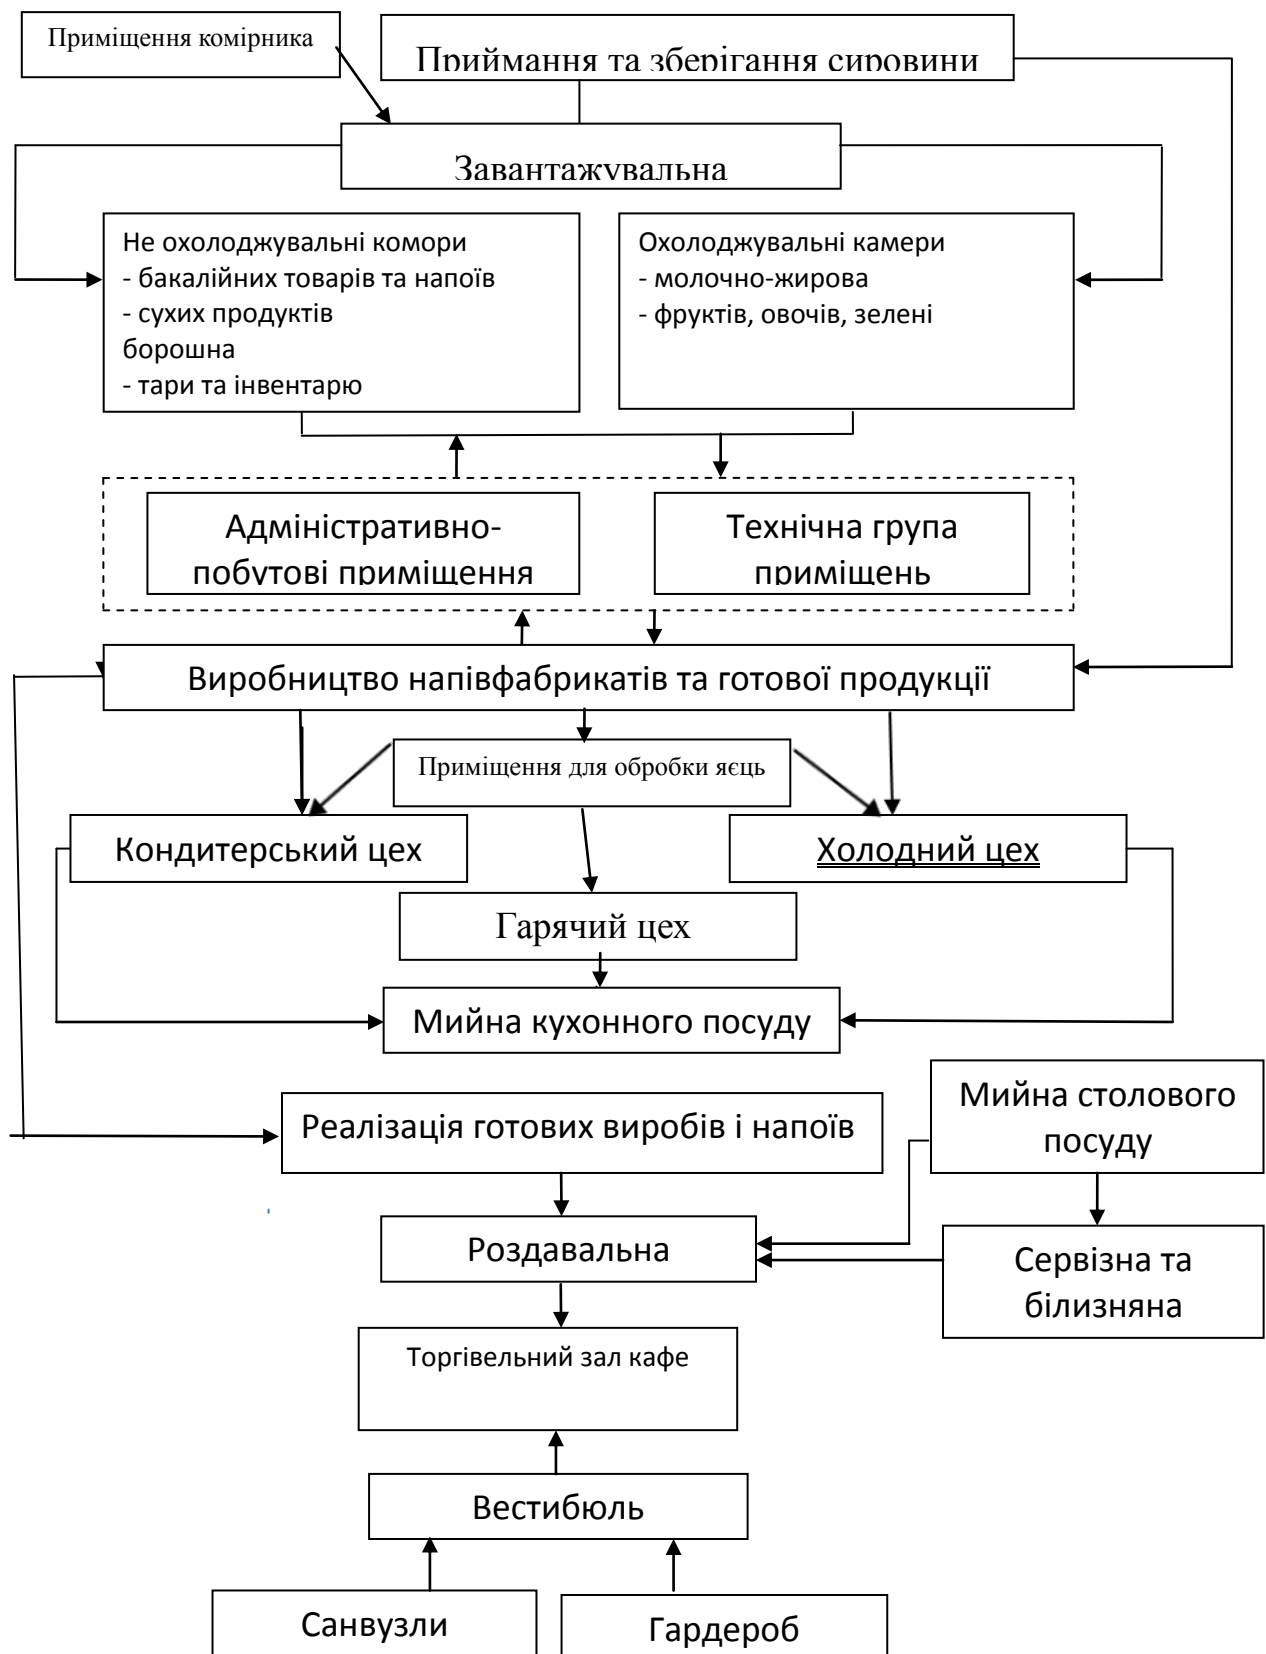 Приміщення комірника
Приймання та зберігання сировини
Завантажувальна
Не охолоджувальні комори
- бакалійних товарів та напоїв
- сухих продуктів
борошна
- тари та інвентарю
Охолоджувальні камери
- молочно-жирова
- фруктів, овочів, зелені
Адміністративно-
побутові приміщення
Технічна група
приміщень
Виробництво напівфабрикатів та готової продукції
Приміщення для обробки яєць
Кондитерський цех
Холодний цех
Гарячий цех
Мийна кухонного посуду
Мийна столового
посуду
Реалізація готових виробів і напоїв
Роздавальна
Сервізна та
білизняна
Торгівельний зал кафе
Вестибюль
Санвузли
Гардероб